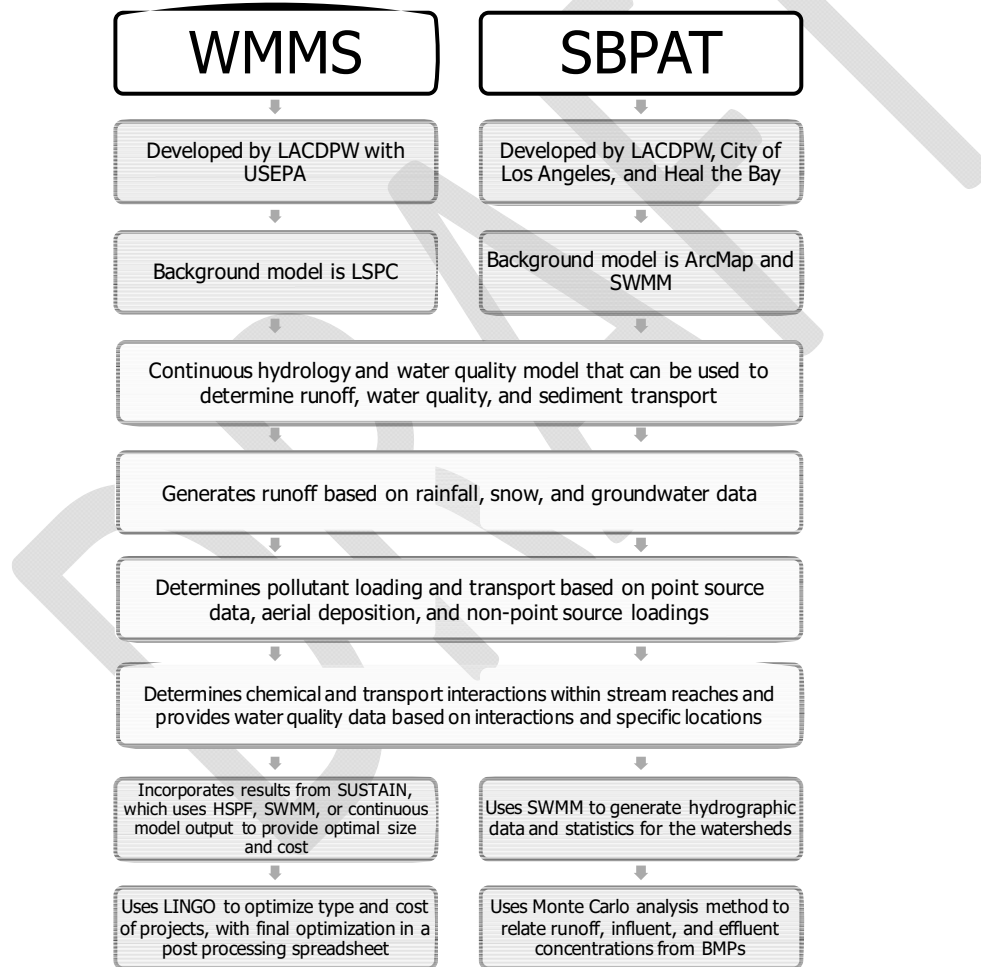 WMMS
SBPAT
Developed by LACDPW with
USEPA
Developed by LACDPW, City of
Los Angeles, and Heal the Bay
Background model is LSPC
Background model is ArcMap and
SWMM
Continuous hydrology and water quality model that can be used to
determine runoff, water quality, and sediment transport
Generates runoff based on rainfall, snow, and groundwater data
Determines pollutant loading and transport based on point source
data, aerial deposition, and non-point source loadings
Determines chemical and transport interactions within stream reaches and
provides water quality data based on interactions and specific locations
Incorporates results from SUSTAIN,
which uses HSPF, SWMM, or continuous
model output to provide optimal size
and cost
Uses SWMM to generate hydrographic
data and statistics for the watersheds
Uses LINGO to optimize type and cost
of projects, with final optimization in a
post processing spreadsheet
Uses Monte Carlo analysis method to
relate runoff, influent, and effluent
concentrations from BMPs
DRAFT